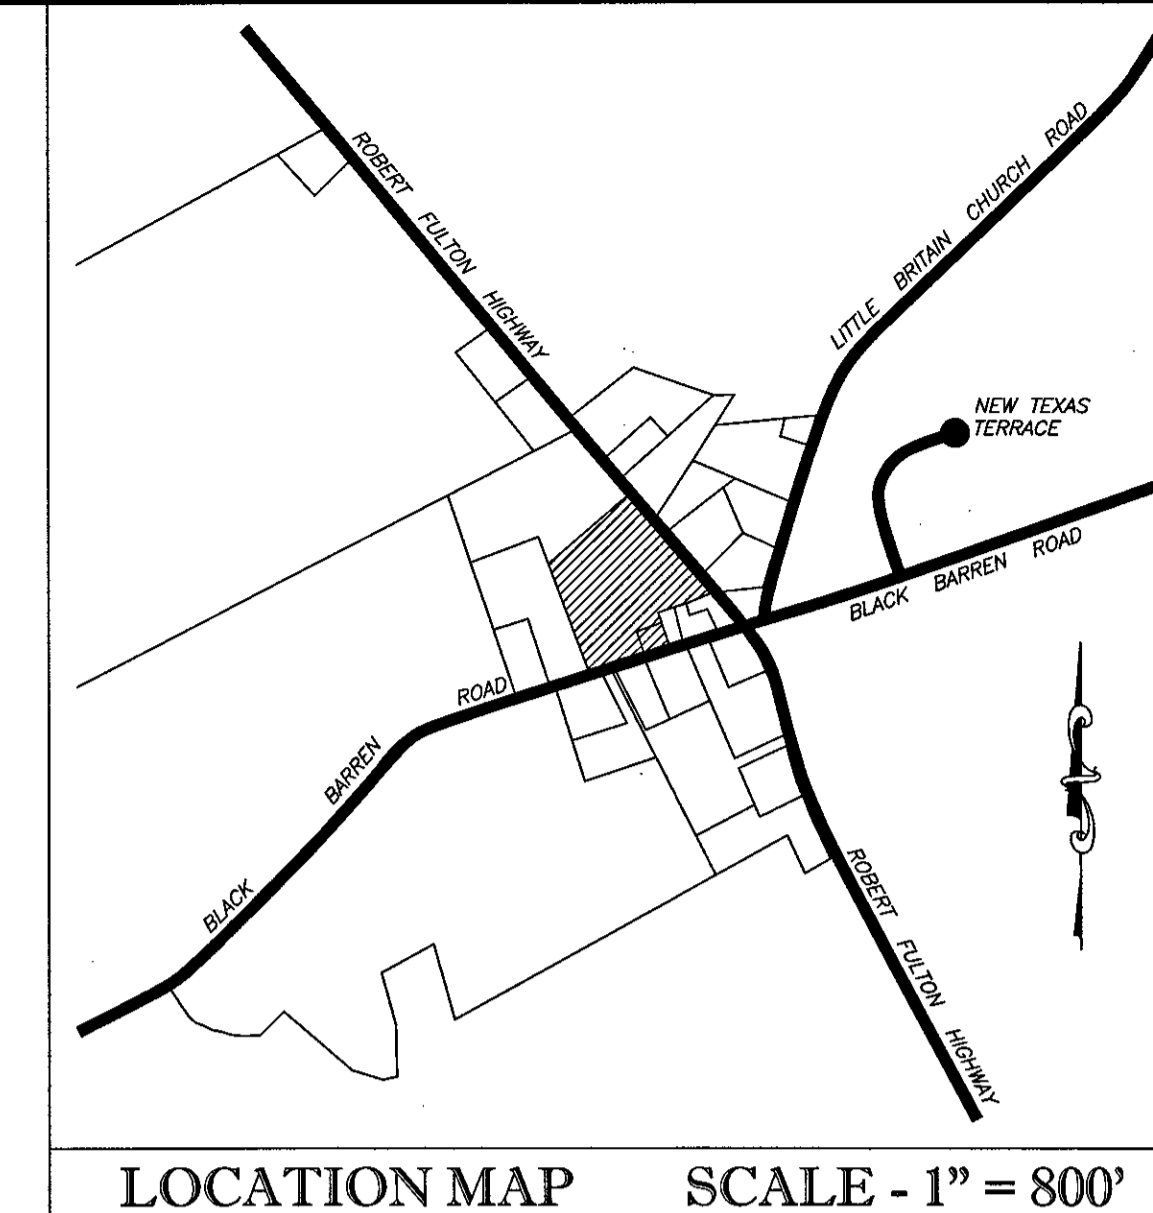 ROBERT FULTON HIGHWAY
LITTLE BRITAIN CHURCH ROAD
NEW TEXAS
TERRACE
BLACK BARREN ROAD
BLACK BARREN ROAD
ROBERT FULTON HIGHWAY
LOCATION MAP SCALE - 1" = 800'